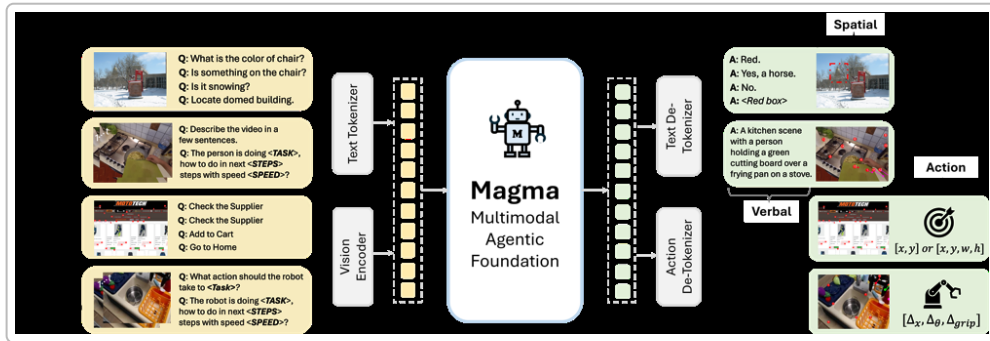 Spatial
Q: What is the color of chair?
Q: Is something on the chair?
Q: Is it snowing?
Q: Locate domed building.
Q: Describe the video in a
few sentences.
Q: The person is doing <TASK>,
how to do in next <STEPS>
steps with speed <SPEED>?
MOTOTECH
Q: Check the Supplier
Q: Check the Supplier
Q: Add to Cart
Q: Go to Home
Q: What action should the robot
take to <Task>?
Q: The robot is doing <TASK>,
how to do in next <STEPS>
steps with speed <SPEED>?
Text Tokenizer
Vision
Encoder
M
Magma
Multimodal
Agentic
Foundation
Text De-
Tokenizer
Action
De-Tokenizer
A: Red.
A: Yes, a horse.
A: No.
A: <Red box>
A: A kitchen scene
with a person
holding a green
cutting board over a
frying pan on a stove.
Verbal
Action
MOTOTECH
[x, y] or [x, y, w, h]
[Δx, Δθ, Δgrip]